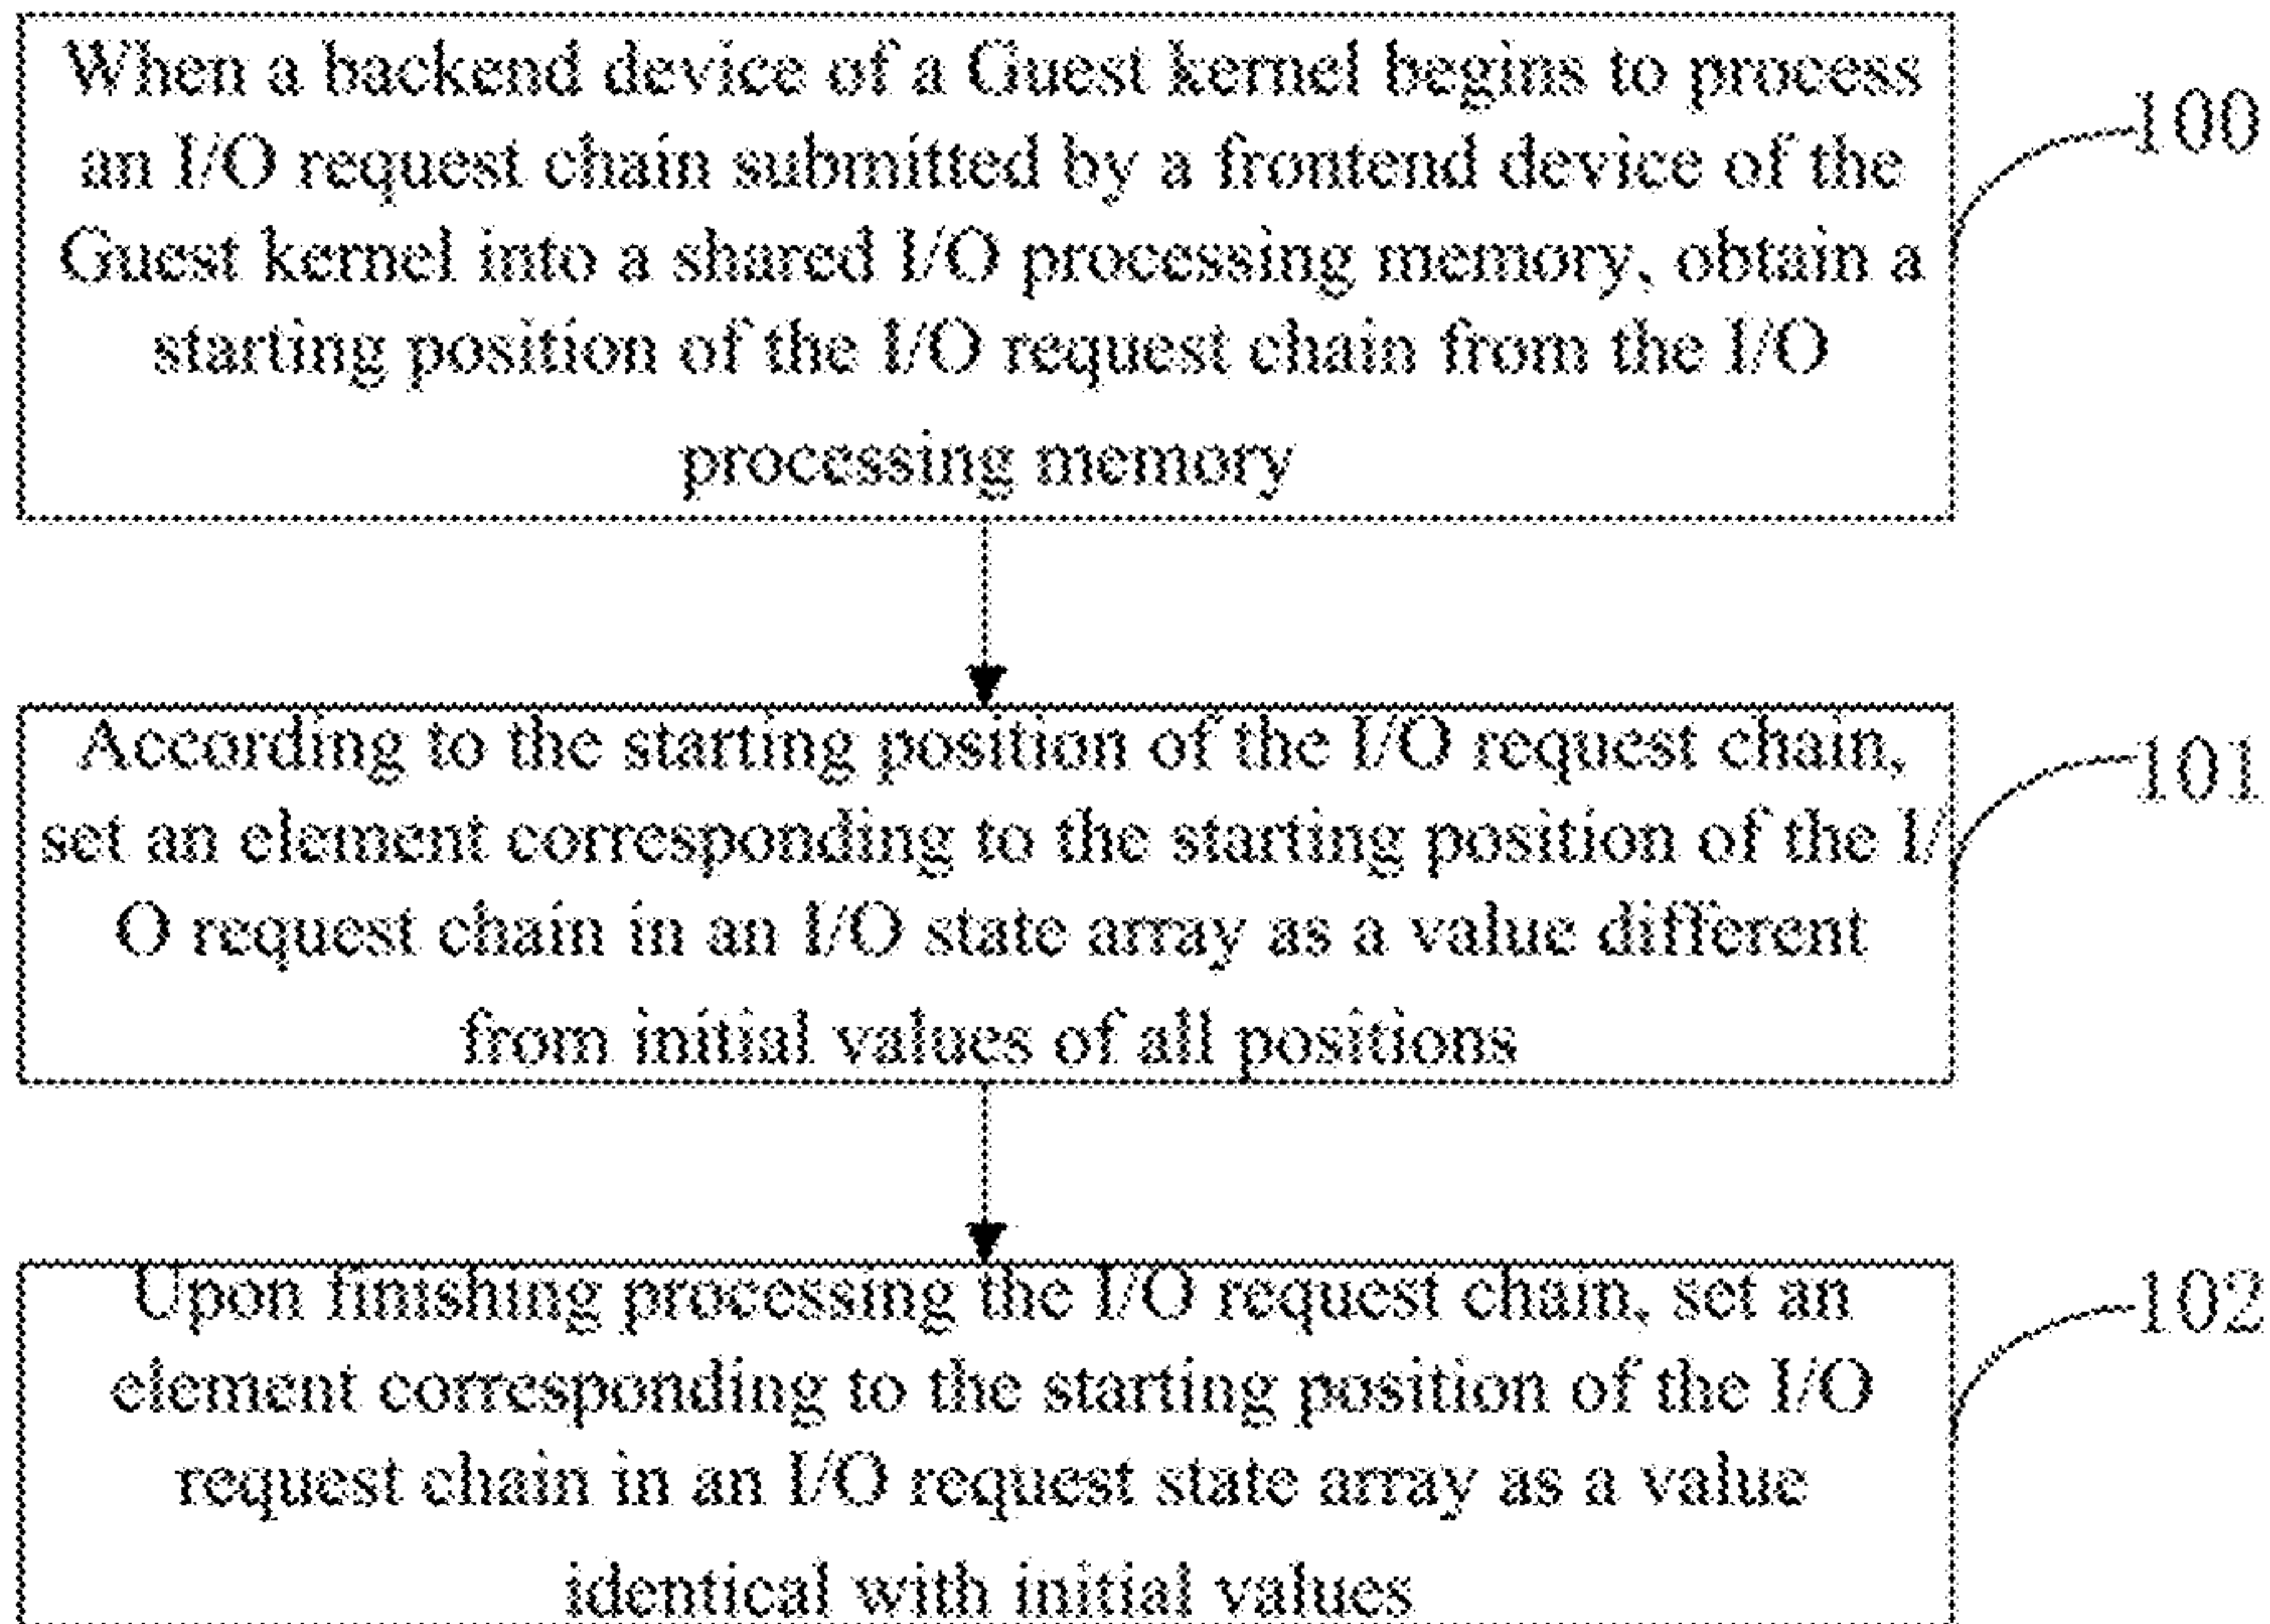 When a backend device of a Guest kernel begins to process
an I/O request chain submitted by a frontend device of the
Guest kernel into a shared I/O processing memory, obtain a
starting position of the I/O request chain from the I/O
processing memory
100
According to the starting position of the I/O request chain,
set an element corresponding to the starting position of the I/
O request chain in an I/O state array as a value different
from initial values of all positions
101
Upon finishing processing the I/O request chain, set an
element corresponding to the starting position of the I/O
request chain in an I/O request state array as a value
identical with initial values
102